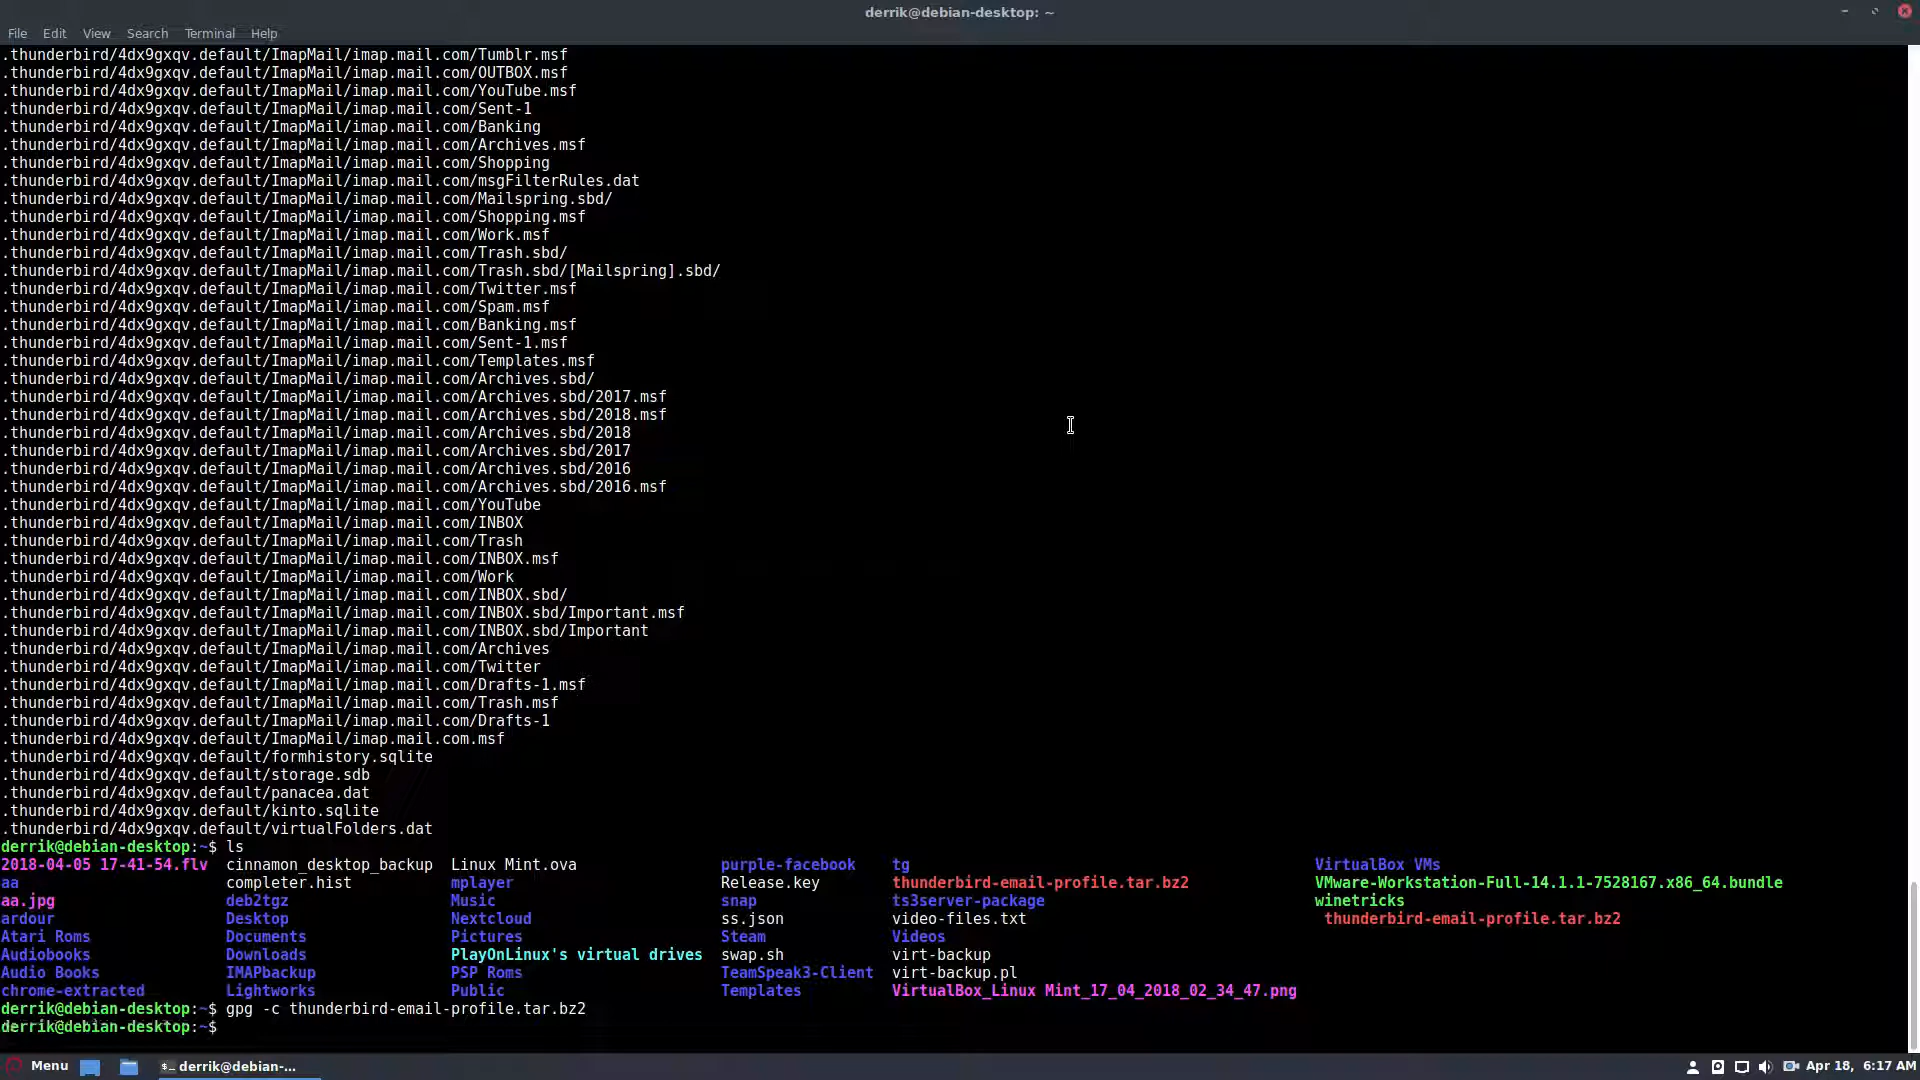 derrik@debian-desktop: ~
File Edit View Search Terminal Help
.thunderbird/4dx9gxqv.default/ImapMail/imap.mail.com/Tumblr.msf
.thunderbird/4dx9gxqv.default/ImapMail/imap.mail.com/OUTBOX.msf
.thunderbird/4dx9gxqv.default/ImapMail/imap.mail.com/YouTube.msf
.thunderbird/4dx9gxqv.default/ImapMail/imap.mail.com/Sent-1
.thunderbird/4dx9gxqv.default/ImapMail/imap.mail.com/Banking
.thunderbird/4dx9gxqv.default/ImapMail/imap.mail.com/Archives.msf
.thunderbird/4dx9gxqv.default/ImapMail/imap.mail.com/Shopping
.thunderbird/4dx9gxqv.default/ImapMail/imap.mail.com/msgFilterRules.dat
.thunderbird/4dx9gxqv.default/ImapMail/imap.mail.com/Mailspring.sbd/
.thunderbird/4dx9gxqv.default/ImapMail/imap.mail.com/Shopping.msf
.thunderbird/4dx9gxqv.default/ImapMail/imap.mail.com/Work.msf
.thunderbird/4dx9gxqv.default/ImapMail/imap.mail.com/Trash.sbd/
.thunderbird/4dx9gxqv.default/ImapMail/imap.mail.com/Trash.sbd/[Mailspring].sbd/
.thunderbird/4dx9gxqv.default/ImapMail/imap.mail.com/Twitter.msf
.thunderbird/4dx9gxqv.default/ImapMail/imap.mail.com/Spam.msf
.thunderbird/4dx9gxqv.default/ImapMail/imap.mail.com/Banking.msf
.thunderbird/4dx9gxqv.default/ImapMail/imap.mail.com/Sent-1.msf
.thunderbird/4dx9gxqv.default/ImapMail/imap.mail.com/Templates.msf
.thunderbird/4dx9gxqv.default/ImapMail/imap.mail.com/Archives.sbd/
.thunderbird/4dx9gxqv.default/ImapMail/imap.mail.com/Archives.sbd/2017.msf
.thunderbird/4dx9gxqv.default/ImapMail/imap.mail.com/Archives.sbd/2018.msf
.thunderbird/4dx9gxqv.default/ImapMail/imap.mail.com/Archives.sbd/2018
.thunderbird/4dx9gxqv.default/ImapMail/imap.mail.com/Archives.sbd/2017
.thunderbird/4dx9gxqv.default/ImapMail/imap.mail.com/Archives.sbd/2016
.thunderbird/4dx9gxqv.default/ImapMail/imap.mail.com/Archives.sbd/2016.msf
.thunderbird/4dx9gxqv.default/ImapMail/imap.mail.com/YouTube
.thunderbird/4dx9gxqv.default/ImapMail/imap.mail.com/INBOX
.thunderbird/4dx9gxqv.default/ImapMail/imap.mail.com/Trash
.thunderbird/4dx9gxqv.default/ImapMail/imap.mail.com/INBOX.msf
.thunderbird/4dx9gxqv.default/ImapMail/imap.mail.com/Work
.thunderbird/4dx9gxqv.default/ImapMail/imap.mail.com/INBOX.sbd/
.thunderbird/4dx9gxqv.default/ImapMail/imap.mail.com/INBOX.sbd/Important.msf
.thunderbird/4dx9gxqv.default/ImapMail/imap.mail.com/INBOX.sbd/Important
.thunderbird/4dx9gxqv.default/ImapMail/imap.mail.com/Archives
.thunderbird/4dx9gxqv.default/ImapMail/imap.mail.com/Twitter
.thunderbird/4dx9gxqv.default/ImapMail/imap.mail.com/Drafts-1.msf
.thunderbird/4dx9gxqv.default/ImapMail/imap.mail.com/Trash.msf
.thunderbird/4dx9gxqv.default/ImapMail/imap.mail.com/Drafts-1
.thunderbird/4dx9gxqv.default/ImapMail/imap.mail.com.msf
.thunderbird/4dx9gxqv.default/formhistory.sqlite
.thunderbird/4dx9gxqv.default/storage.sdb
.thunderbird/4dx9gxqv.default/panacea.dat
.thunderbird/4dx9gxqv.default/kinto.sqlite
.thunderbird/4dx9gxqv.default/virtualFolders.dat
derrik@debian-desktop:~$ ls
2018-04-05 17-41-54.flv cinnamon_desktop_backup Linux Mint.ova purple-facebook tg VirtualBox VMs
aa completer.hist mplayer Release.key thunderbird-email-profile.tar.bz2 VMware-Workstation-Full-14.1.1-7528167.x86_64.bundle
aa.jpg deb2tgz Music snap ts3server-package winetricks
ardour Desktop Nextcloud ss.json video-files.txt thunderbird-email-profile.tar.bz2
Atari Roms Documents Pictures Steam Videos
Audiobooks Downloads PlayOnLinux's virtual drives swap.sh virt-backup
Audio Books IMAPbackup PSP Roms TeamSpeak3-Client virt-backup.pl
chrome-extracted Lightworks Public Templates VirtualBox_Linux Mint_17_04_2018_02_34_47.png
derrik@debian-desktop:~$ gpg -c thunderbird-email-profile.tar.bz2
derrik@debian-desktop:~$
Menu derrik@debian-... Apr 18, 6:17 AM